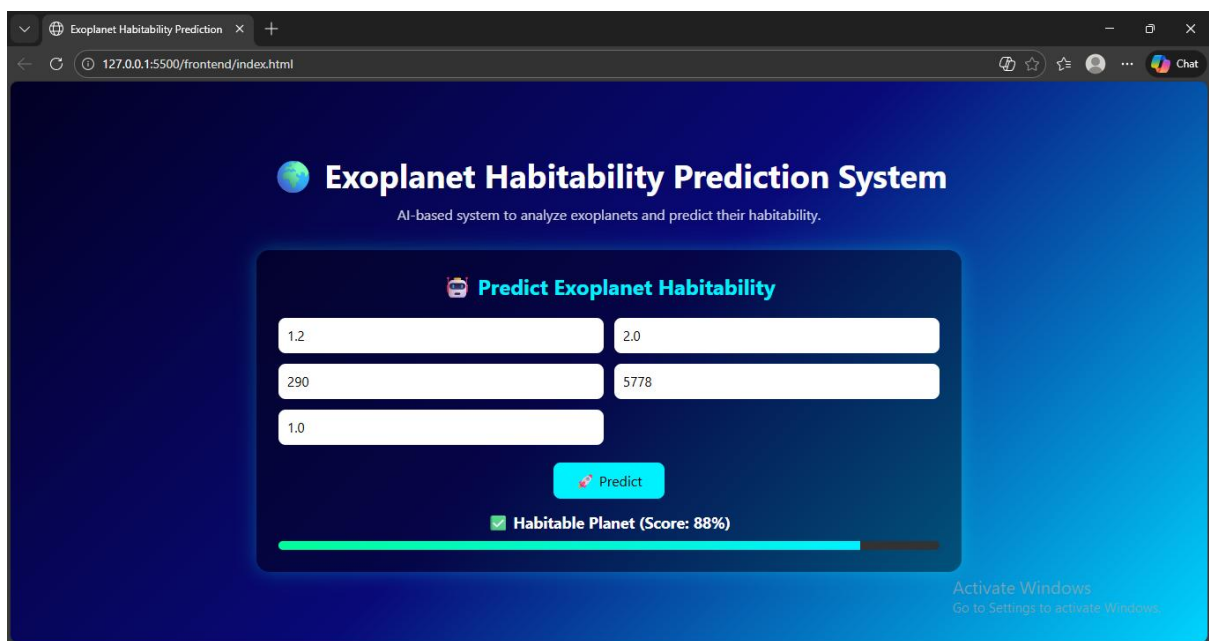 Exoplanet Habitability Prediction
127.0.0.1:5500/frontend/index.html
Chat
Exoplanet Habitability Prediction System
AI-based system to analyze exoplanets and predict their habitability.
Predict Exoplanet Habitability
1.2
2.0
290
5778
1.0
Predict
Habitable Planet (Score: 88%)
Activate Windows
Go to Settings to activate Windows.